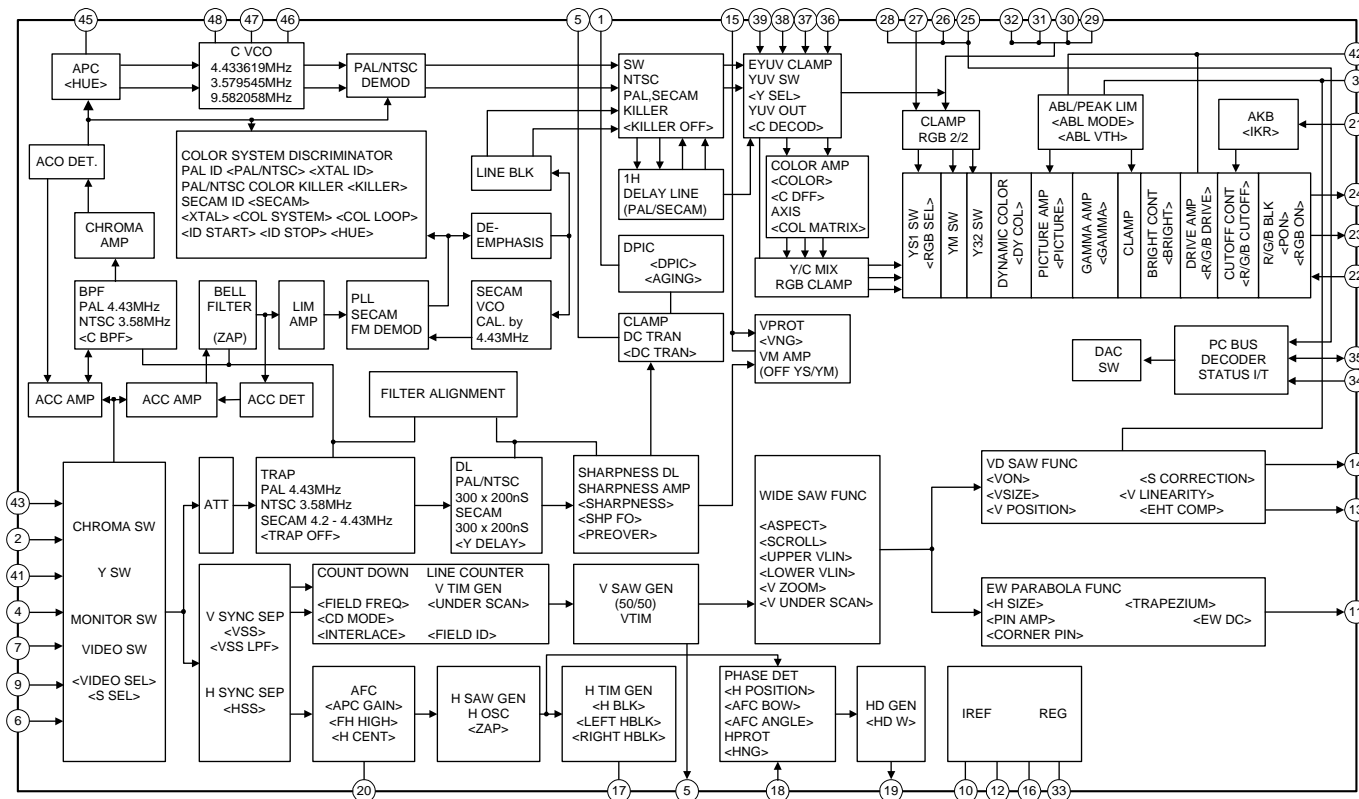 45
48
47
46
5
1
15
39
38
37
36
28
27
26
25
32
31
30
29
42
3
21
24
23
22
35
34
14
13
11
APC
<HUE>
C VCO
4.433619MHz
3.579545MHz
9.582058MHz
PAL/NTSC
DEMOD
SW
NTSC
PAL,SECAM
KILLER
<KILLER OFF>
EYUV CLAMP
YUV SW
<Y SEL>
YUV OUT
<C DECOD>
CLAMP
RGB 2/2
ABL/PEAK LIM
<ABL MODE>
<ABL VTH>
AKB
<IKR>
ACO DET.
COLOR SYSTEM DISCRIMINATOR
PAL ID <PAL/NTSC> <XTAL ID>
PAL/NTSC COLOR KILLER <KILLER>
SECAM ID <SECAM>
<XTAL> <COL SYSTEM> <COL LOOP>
<ID START> <ID STOP> <HUE>
LINE BLK
1H
DELAY LINE
(PAL/SECAM)
COLOR AMP
<COLOR>
<C DFF>
AXIS
<COL MATRIX>
YS1 SW
<RGB SEL>
YM SW
Y32 SW
DYNAMIC COLOR
<DY COL>
PICTURE AMP
<PICTURE>
GAMMA AMP
<GAMMA>
CLAMP
BRIGHT CONT
<BRIGHT>
DRIVE AMP
<R/G/B DRIVE>
CUTOFF CONT
<R/G/B CUTOFF>
R/G/B BLK
<PON>
<RGB ON>
CHROMA
AMP
DE-
EMPHASIS
DPIC
<DPIC>
<AGING>
Y/C MIX
RGB CLAMP
BPF
PAL 4.43MHz
NTSC 3.58MHz
<C BPF>
BELL
FILTER
(ZAP)
LIM
AMP
PLL
SECAM
FM DEMOD
SECAM
VCO
CAL. by
4.43MHz
CLAMP
DC TRAN
<DC TRAN>
VPROT
<VNG>
VM AMP
(OFF YS/YM)
DAC
SW
PC BUS
DECODER
STATUS I/T
ACC AMP
ACC AMP
ACC DET
FILTER ALIGNMENT
43
2
41
4
7
9
6
CHROMA SW
Y SW
MONITOR SW
VIDEO SW
<VIDEO SEL>
<S SEL>
ATT
TRAP
PAL 4.43MHz
NTSC 3.58MHz
SECAM 4.2 - 4.43MHz
<TRAP OFF>
DL
PAL/NTSC
300 x 200nS
SECAM
300 x 200nS
<Y DELAY>
SHARPNESS DL
SHARPNESS AMP
<SHARPNESS>
<SHP FO>
<PREOVER>
WIDE SAW FUNC
<ASPECT>
<SCROLL>
<UPPER VLIN>
<LOWER VLIN>
<V ZOOM>
<V UNDER SCAN>
VD SAW FUNC
<VON> <S CORRECTION>
<VSIZE> <V LINEARITY>
<V POSITION> <EHT COMP>
V SYNC SEP
<VSS>
<VSS LPF>
H SYNC SEP
<HSS>
COUNT DOWN LINE COUNTER
V TIM GEN
<FIELD FREQ> <UNDER SCAN>
<CD MODE>
<INTERLACE> <FIELD ID>
V SAW GEN
(50/50)
VTIM
EW PARABOLA FUNC
<H SIZE> <TRAPEZIUM>
<PIN AMP> <EW DC>
<CORNER PIN>
AFC
<APC GAIN>
<FH HIGH>
<H CENT>
H SAW GEN
H OSC
<ZAP>
H TIM GEN
<H BLK>
<LEFT HBLK>
<RIGHT HBLK>
PHASE DET
<H POSITION>
<AFC BOW>
<AFC ANGLE>
HPROT
<HNG>
HD GEN
<HD W>
IREF REG
20
17
5
18
19
10
12
16
33